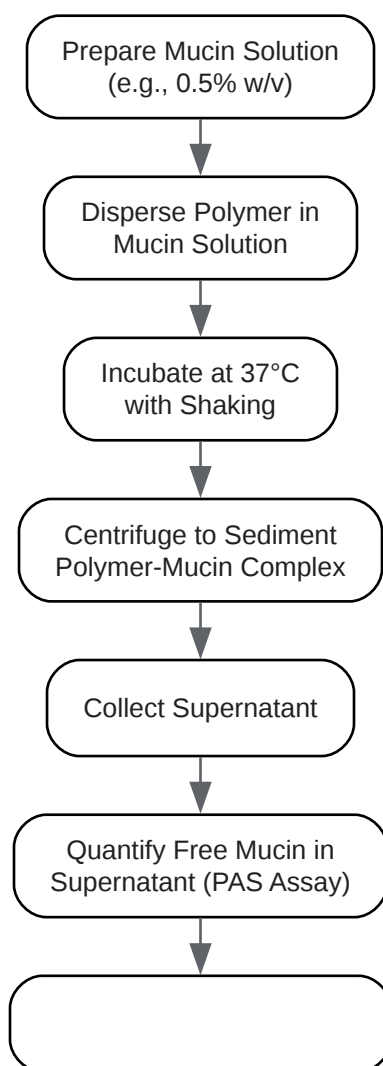 Prepare Mucin Solution
(e.g., 0.5% w/v)
Disperse Polymer in
Mucin Solution
Incubate at 37°C
with Shaking
Centrifuge to Sediment
Polymer-Mucin Complex
Collect Supernatant
Quantify Free Mucin in
Supernatant (PAS Assay)